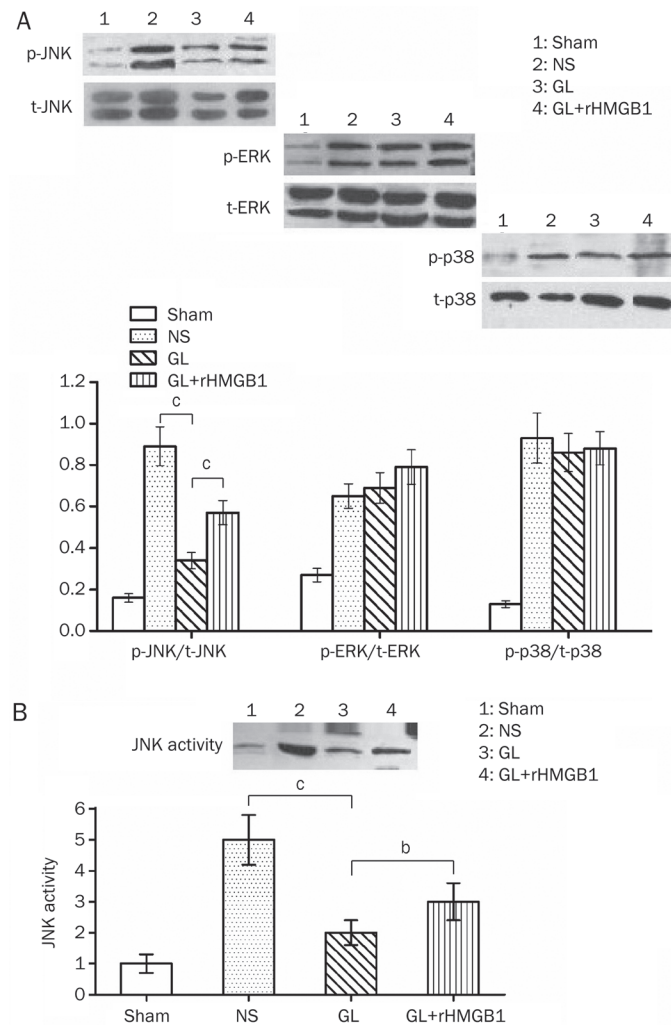 A
1 2 3 4
p-JNK
t-JNK
1: Sham
2: NS
3: GL
4: GL+rHMGB1
1 2 3 4
p-ERK
t-ERK
1 2 3 4
p-p38
t-p38
Sham
NS
GL
GL+rHMGB1
1.2
1.0
0.8
0.6
0.4
0.2
0.0
c
c
p-JNK/t-JNK p-ERK/t-ERK p-p38/t-p38
B
1 2 3 4
JNK activity
1: Sham
2: NS
3: GL
4: GL+rHMGB1
JNK activity
6
5
4
3
2
1
0
c
b
Sham NS GL GL+rHMGB1